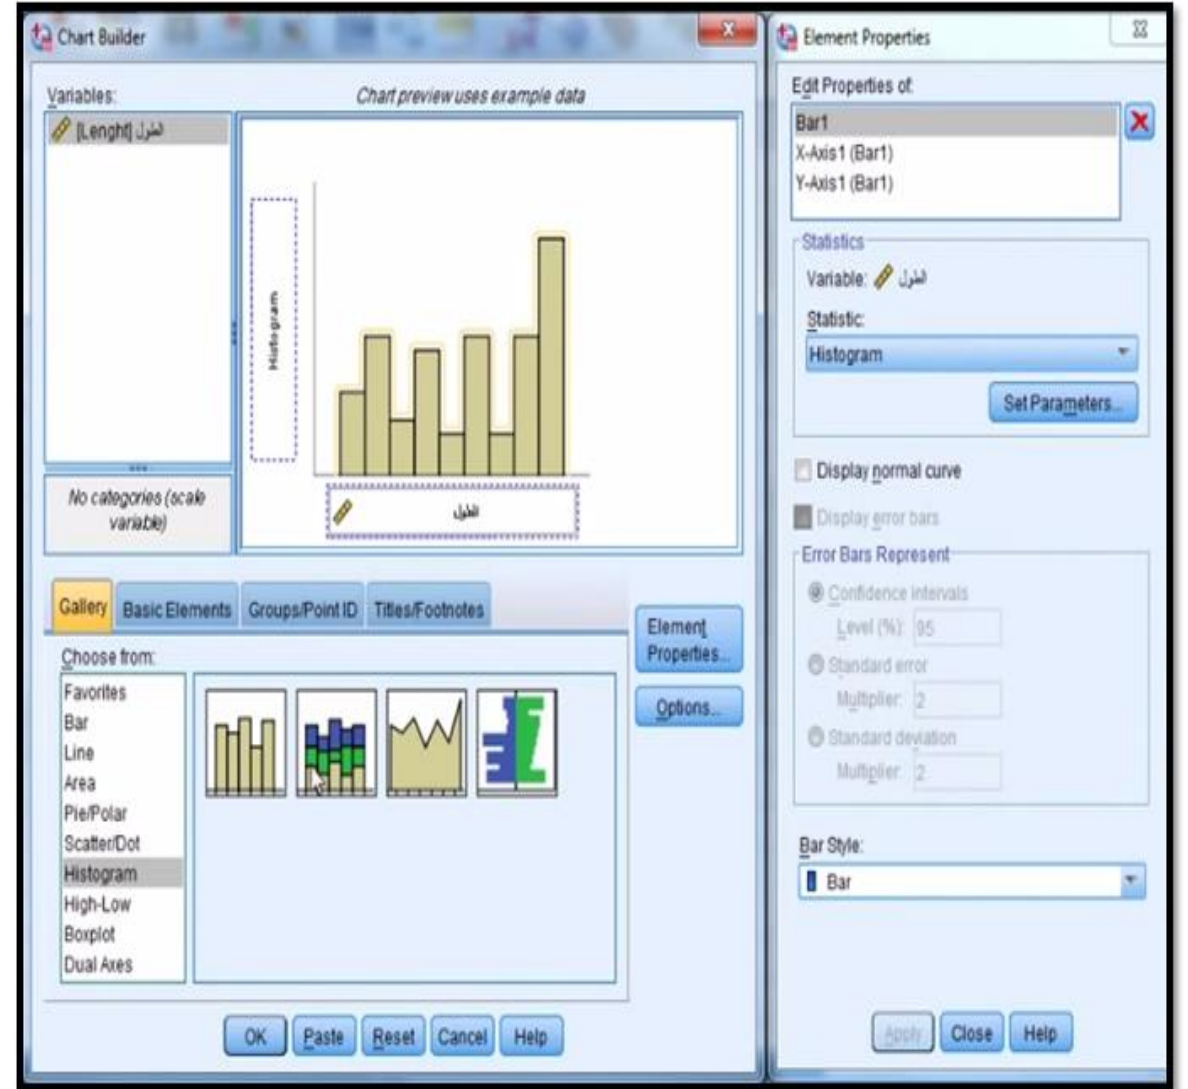 Chart Builder
Variables:
Chart preview uses example data
الطول [Lenght]
Histogram
الطول
No categories (scale
variable)
Gallery
Basic Elements
Groups/Point ID
Titles/Footnotes
Choose from:
Favorites
Bar
Line
Area
Pie/Polar
Scatter/Dot
Histogram
High-Low
Boxplot
Dual Axes
Element
Properties...
Options...
OK
Paste
Reset
Cancel
Help
Element Properties
Edit Properties of:
Bar1
X-Axis1 (Bar1)
Y-Axis1 (Bar1)
Statistics
Variable: الطول
Statistic:
Histogram
Set Parameters...
Display normal curve
Display error bars
Error Bars Represent
Confidence intervals
Level (%): 95
Standard error
Multiplier: 2
Standard deviation
Multiplier: 2
Bar Style:
Bar
Apply
Close
Help